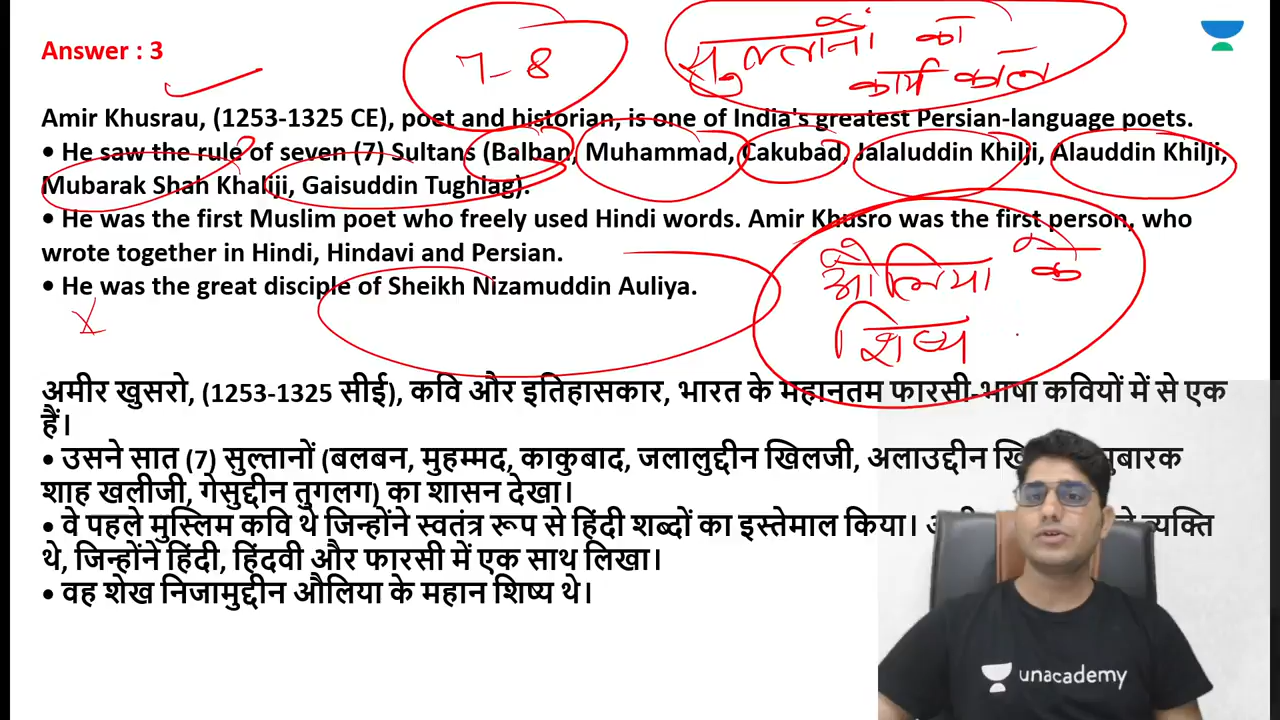 Answer : 3
7-8
सुल्तानों का
कार्यकाल
Amir Khusrau, (1253-1325 CE), poet and historian, is one of India's greatest Persian-language poets.
• He saw the rule of seven (7) Sultans (Balban, Muhammad, Cakubad, Jalaluddin Khilji, Alauddin Khilji,
Mubarak Shah Khaliji, Gaisuddin Tughlag).
• He was the first Muslim poet who freely used Hindi words. Amir Khusro was the first person, who
wrote together in Hindi, Hindavi and Persian.
• He was the great disciple of Sheikh Nizamuddin Auliya.
औलिया के
शिष्य
अमीर खुसरो, (1253-1325 सीई), कवि और इतिहासकार, भारत के महानतम फारसी-भाषा कवियों में से एक
हैं।
• उसने सात (7) सुल्तानों (बलबन, मुहम्मद, काकुबाद, जलालुद्दीन खिलजी, अलाउद्दीन
शाह खलीजी, गेसुद्दीन तुगलग) का शासन देखा।
• वे पहले मुस्लिम कवि थे जिन्होंने स्वतंत्र रूप से हिंदी शब्दों का इस्तेमाल किया। व्यक्ति
थे, जिन्होंने हिंदी, हिंदवी और फारसी में एक साथ लिखा।
• वह शेख निजामुद्दीन औलिया के महान शिष्य थे।
unacademy